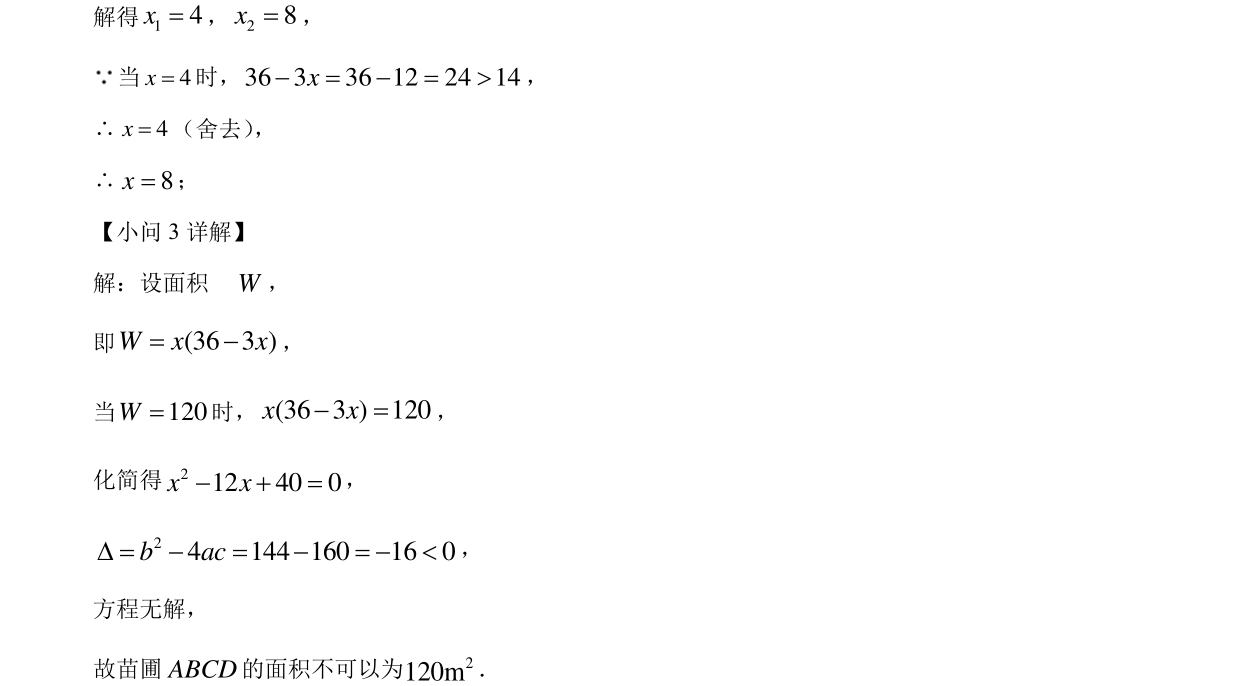 解得 x₁ = 4，x₂ = 8，
∵当 x = 4 时，36 − 3x = 36 − 12 = 24 > 14，
∴ x = 4（舍去），
∴ x = 8；
【小问 3 详解】
解：设面积 W，
即 W = x(36 − 3x)，
当 W = 120 时，x(36 − 3x) = 120，
化简得 x² − 12x + 40 = 0，
Δ = b² − 4ac = 144 − 160 = −16 < 0，
方程无解，
故苗圃 ABCD 的面积不可以为 120m²．